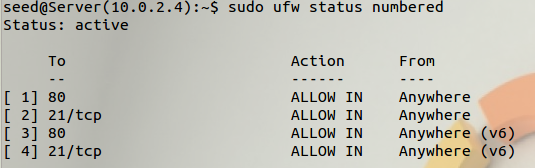 seed@Server(10.0.2.4):~$ sudo ufw status numbered
Status: active
To Action From
-- ------ ----
[ 1] 80 ALLOW IN Anywhere
[ 2] 21/tcp ALLOW IN Anywhere
[ 3] 80 ALLOW IN Anywhere (v6)
[ 4] 21/tcp ALLOW IN Anywhere (v6)